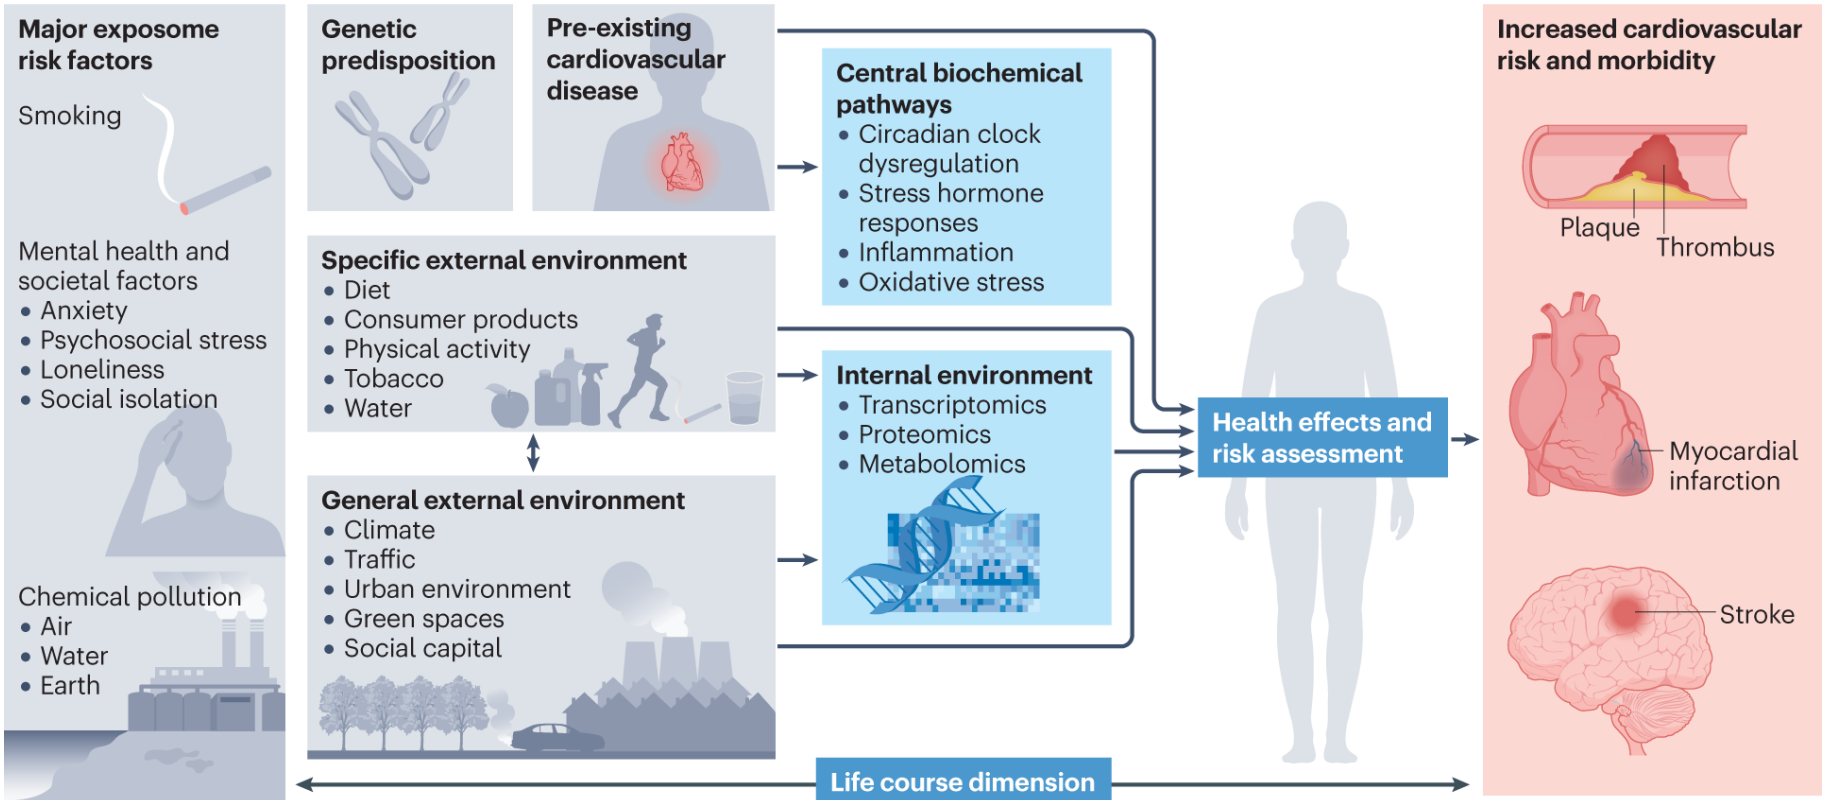 Major exposome
risk factors
Smoking
Mental health and
societal factors
• Anxiety
• Psychosocial stress
• Loneliness
• Social isolation
Chemical pollution
• Air
• Water
• Earth
Genetic
predisposition
Pre-existing
cardiovascular
disease
Specific external environment
• Diet
• Consumer products
• Physical activity
• Tobacco
• Water
General external environment
• Climate
• Traffic
• Urban environment
• Green spaces
• Social capital
Central biochemical
pathways
• Circadian clock
dysregulation
• Stress hormone
responses
• Inflammation
• Oxidative stress
Internal environment
• Transcriptomics
• Proteomics
• Metabolomics
Health effects and
risk assessment
Increased cardiovascular
risk and morbidity
Plaque
Thrombus
Myocardial
infarction
Stroke
Life course dimension